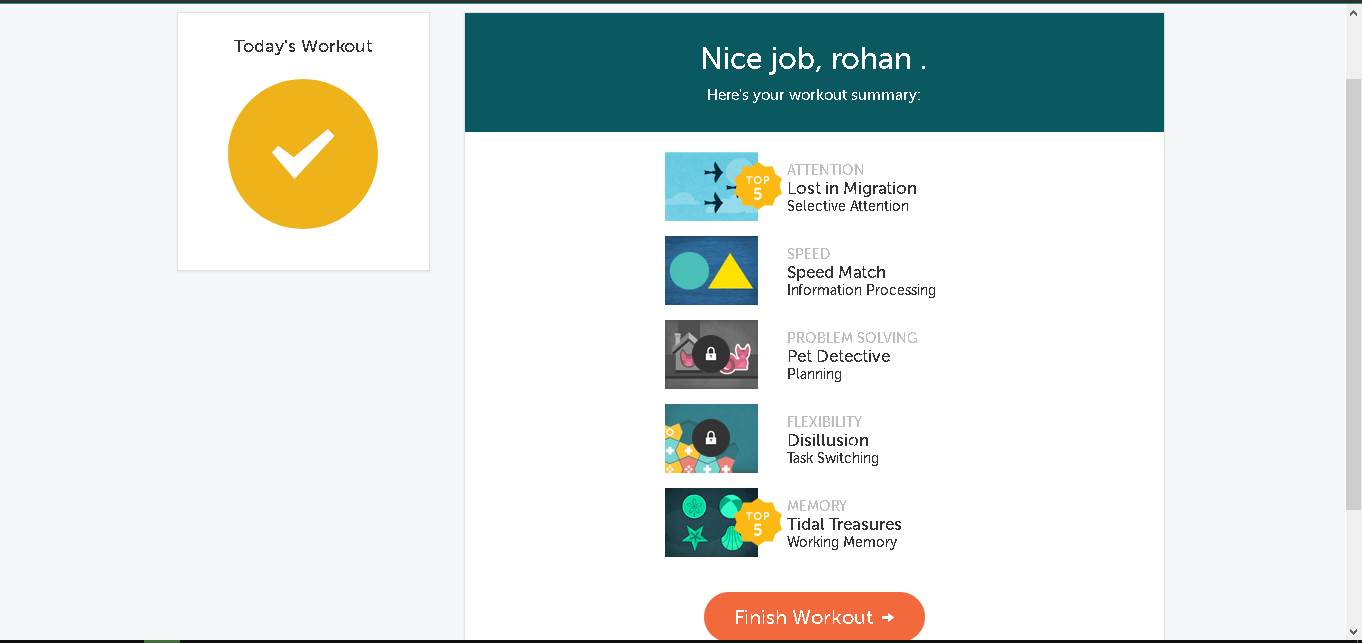 Today's Workout
Nice job, rohan .
Here's your workout summary:
TOP
5
ATTENTION
Lost in Migration
Selective Attention
SPEED
Speed Match
Information Processing
PROBLEM SOLVING
Pet Detective
Planning
FLEXIBILITY
Disillusion
Task Switching
TOP
5
MEMORY
Tidal Treasures
Working Memory
Finish Workout →